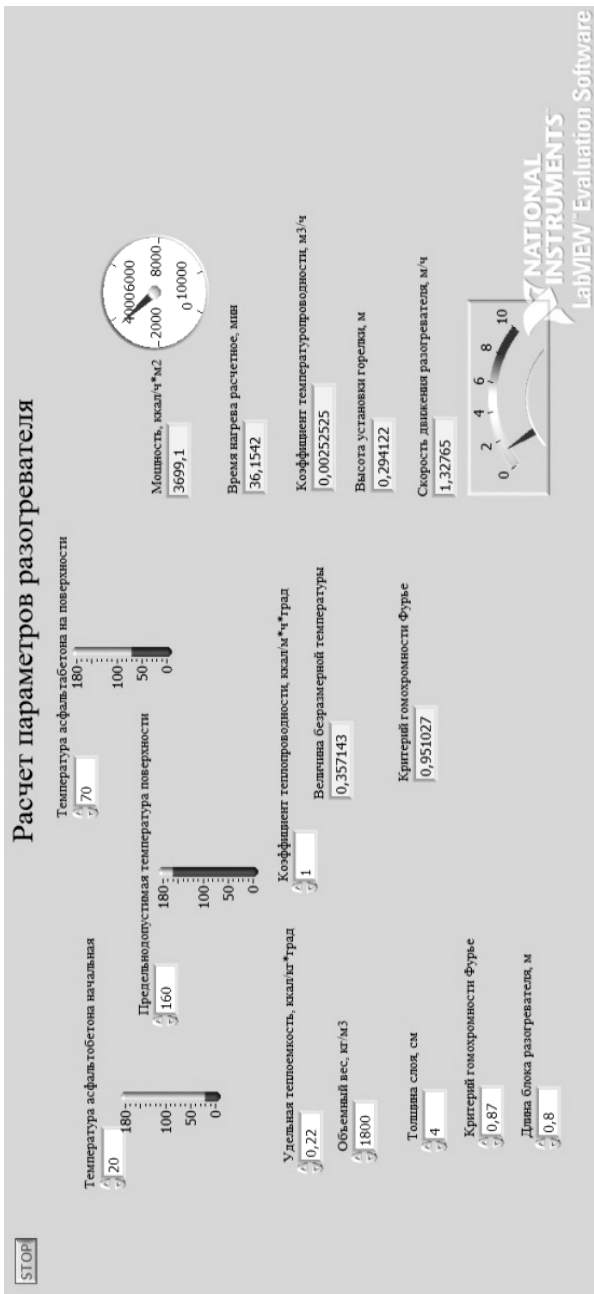 STOP
Расчет параметров разогревателя
Температура асфальтобетона начальная
20
180
100
50
0
Предельнодопустимая температура поверхности
160
180
100
50
0
Температура асфальтабетона на поверхности
70
180
100
50
0
Удельная теплоемкость, ккал/кг*град
0,22
Объемный вес, кг/м3
1800
Толщина слоя, см
4
Критерий гомохромности Фурье
0,87
Длина блока разогревателя, м
0,8
Коэффициент теплопроводности, ккал/м*ч*град
1
Величина безразмерной температуры
0,357143
Критерий гомохромности Фурье
0,951027
Мощность, ккал/ч*м2
3699,1
0
2000
4000
6000
8000
10000
Время нагрева расчетное, мин
36,1542
Коэффициент температуропроводности, м3/ч
0,00252525
Высота установки горелки, м
0,294122
Скорость движения разогревателя, м/ч
1,32765
0
2
4
6
8
10
NATIONAL
INSTRUMENTS
LabVIEW™ Evaluation Software